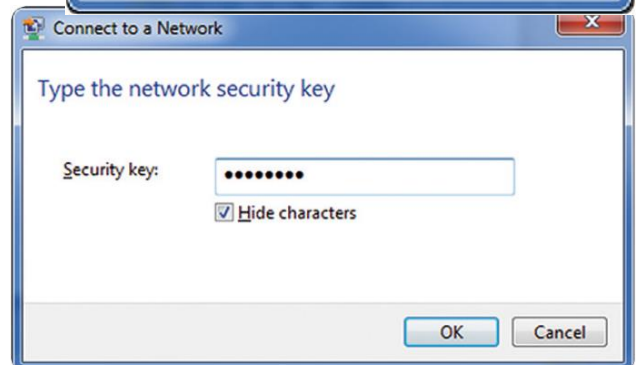 Connect to a Network
Type the network security key
Security key: ••••••••
Hide characters
OK Cancel